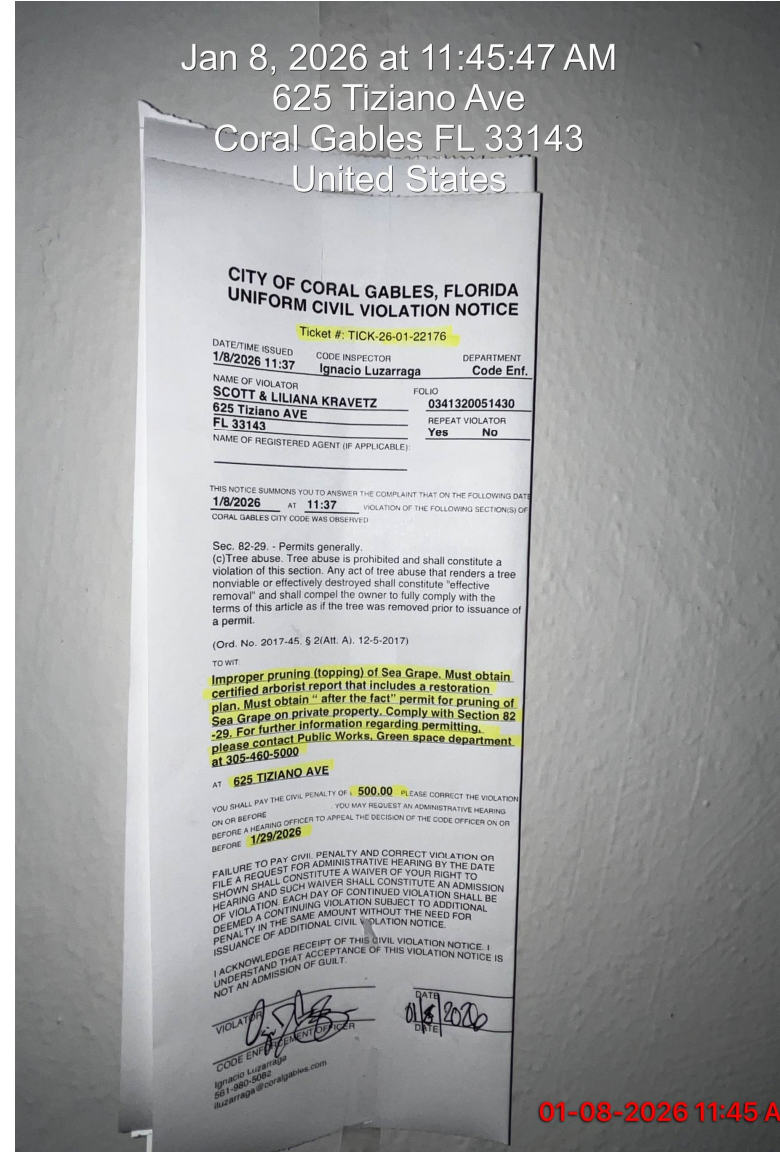 Jan 8, 2026 at 11:45:47 AM
625 Tiziano Ave
Coral Gables FL 33143
United States
CITY OF CORAL GABLES, FLORIDA
UNIFORM CIVIL VIOLATION NOTICE
Ticket #: TICK-26-01-22176
DATE/TIME ISSUED CODE INSPECTOR DEPARTMENT
1/8/2026 11:37 Ignacio Luzarraga Code Enf.
NAME OF VIOLATOR FOLIO
SCOTT & LILIANA KRAVETZ 0341320051430
625 Tiziano AVE REPEAT VIOLATOR
FL 33143 Yes No
NAME OF REGISTERED AGENT (IF APPLICABLE):
THIS NOTICE SUMMONS YOU TO ANSWER THE COMPLAINT THAT ON THE FOLLOWING DATE
1/8/2026 AT 11:37 VIOLATION OF THE FOLLOWING SECTION(S) OF
CORAL GABLES CITY CODE WAS OBSERVED
Sec. 82-29. - Permits generally.
(c)Tree abuse. Tree abuse is prohibited and shall constitute a
violation of this section. Any act of tree abuse that renders a tree
nonviable or effectively destroyed shall constitute "effective
removal" and shall compel the owner to fully comply with the
terms of this article as if the tree was removed prior to issuance of
a permit.
(Ord. No. 2017-45. § 2(Att. A). 12-5-2017)
TO WIT
Improper pruning (topping) of Sea Grape. Must obtain
certified arborist report that includes a restoration
plan. Must obtain “ after the fact” permit for pruning of
Sea Grape on private property. Comply with Section 82
-29. For further information regarding permitting,
please contact Public Works, Green space department
at 305-460-5000
AT 625 TIZIANO AVE
YOU SHALL PAY THE CIVIL PENALTY OF 500.00 PLEASE CORRECT THE VIOLATION
ON OR BEFORE . YOU MAY REQUEST AN ADMINISTRATIVE HEARING
BEFORE A HEARING OFFICER TO APPEAL THE DECISION OF THE CODE OFFICER ON OR
BEFORE 1/29/2026
FAILURE TO PAY CIVIL PENALTY AND CORRECT VIOLATION OR
FILE A REQUEST FOR ADMINISTRATIVE HEARING BY THE DATE
SHOWN SHALL CONSTITUTE A WAIVER OF YOUR RIGHT TO
HEARING AND SUCH WAIVER SHALL CONSTITUTE AN ADMISSION
OF VIOLATION. EACH DAY OF CONTINUED VIOLATION SHALL BE
DEEMED A CONTINUING VIOLATION SUBJECT TO ADDITIONAL
PENALTY IN THE SAME AMOUNT WITHOUT THE NEED FOR
ISSUANCE OF ADDITIONAL CIVIL VIOLATION NOTICE.
I ACKNOWLEDGE RECEIPT OF THIS CIVIL VIOLATION NOTICE. I
UNDERSTAND THAT ACCEPTANCE OF THIS VIOLATION NOTICE IS
NOT AN ADMISSION OF GUILT.
VIOLATOR DATE
01/8/2026
CODE ENFORCEMENT OFFICER DATE
Ignacio Luzarraga
561-980-5082
iluzarraga@coralgables.com
01-08-2026 11:45 A